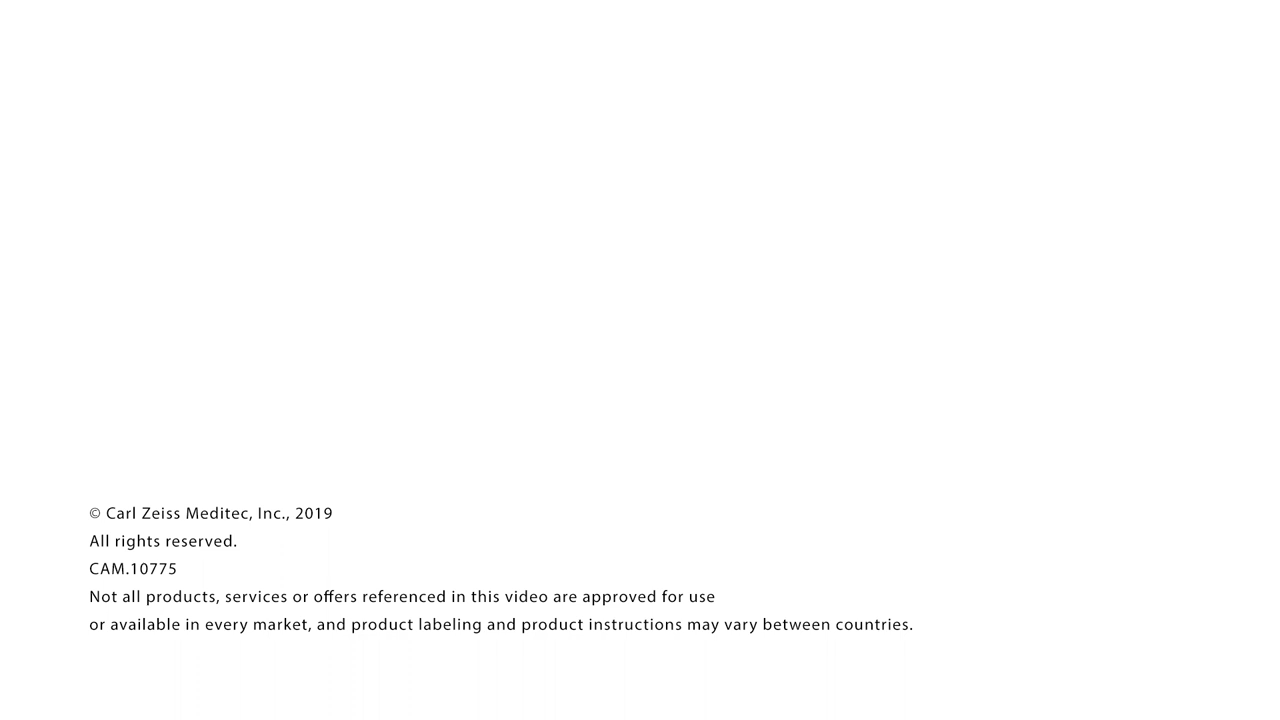 © Carl Zeiss Meditec, Inc., 2019
All rights reserved.
CAM.10775
Not all products, services or offers referenced in this video are approved for use
or available in every market, and product labeling and product instructions may vary between countries.